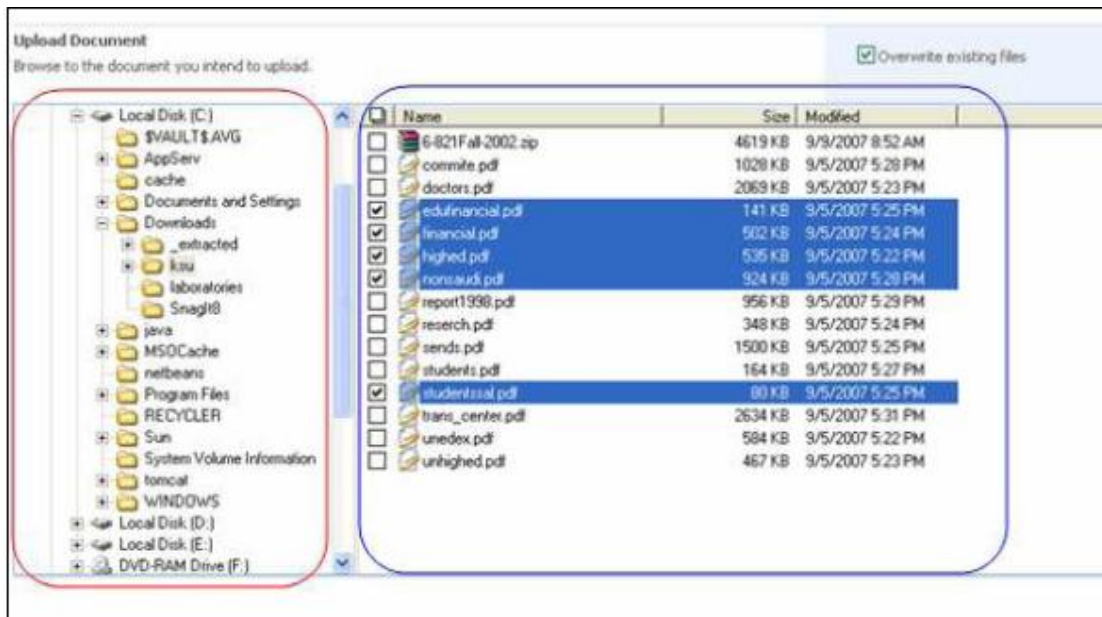 Upload Document
Browse to the document you intend to upload.
Overwrite existing files
Local Disk (C:)
$VAULT$.AVG
AppServ
cache
Documents and Settings
Downloads
_extracted
ksu
laboratories
SnagIt8
java
MSOCache
netbeans
Program Files
RECYCLER
Sun
System Volume Information
tomcat
WINDOWS
Local Disk (D:)
Local Disk (E:)
DVD-RAM Drive (F:)
Name Size Modified
6-821Fall-2002.zip 4619 KB 9/9/2007 8:52 AM
commite.pdf 1028 KB 9/5/2007 5:28 PM
doctors.pdf 2069 KB 9/5/2007 5:23 PM
edufinancial.pdf 141 KB 9/5/2007 5:25 PM
financial.pdf 502 KB 9/5/2007 5:24 PM
highed.pdf 535 KB 9/5/2007 5:22 PM
nonsaudi.pdf 924 KB 9/5/2007 5:28 PM
report1998.pdf 956 KB 9/5/2007 5:29 PM
reserch.pdf 348 KB 9/5/2007 5:24 PM
sends.pdf 1500 KB 9/5/2007 5:25 PM
students.pdf 164 KB 9/5/2007 5:27 PM
studentssal.pdf 80 KB 9/5/2007 5:25 PM
trans_center.pdf 2634 KB 9/5/2007 5:31 PM
unedex.pdf 584 KB 9/5/2007 5:22 PM
unhighed.pdf 467 KB 9/5/2007 5:23 PM